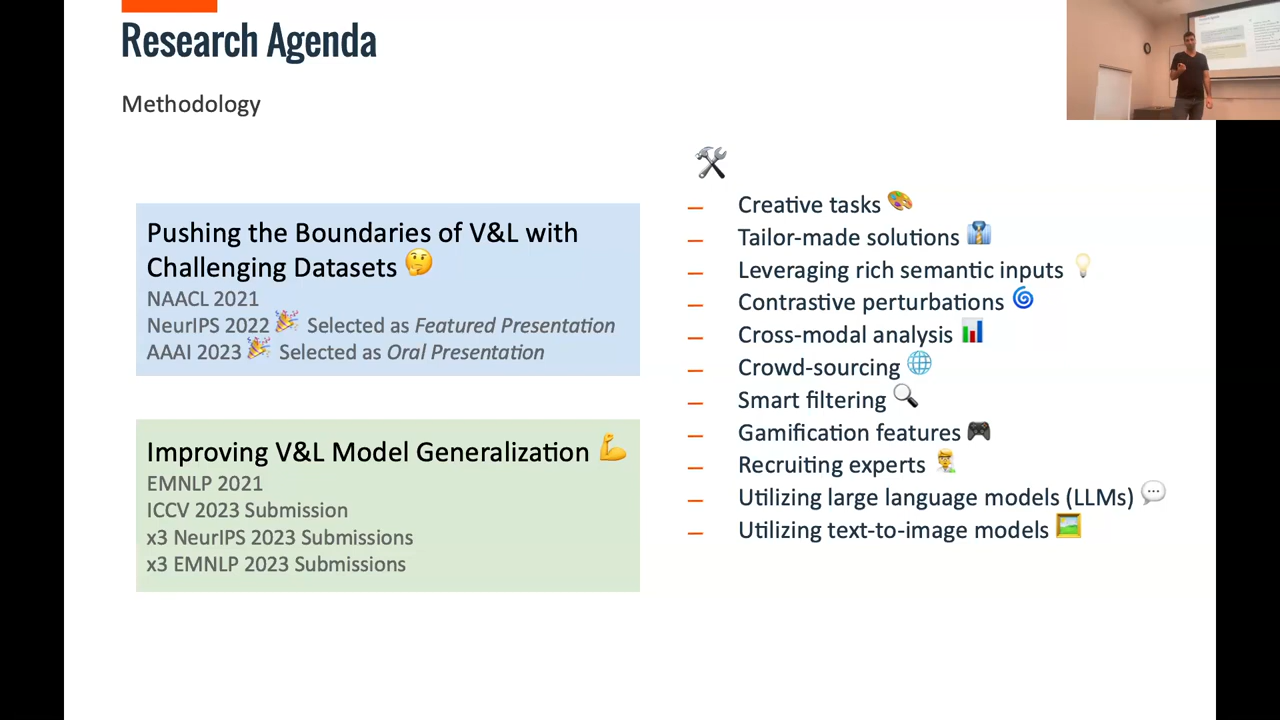 Research Agenda
Methodology
Pushing the Boundaries of V&L with
Challenging Datasets 🤔
NAACL 2021
NeurIPS 2022 🎉 Selected as Featured Presentation
AAAI 2023 🎉 Selected as Oral Presentation
Improving V&L Model Generalization 💪
EMNLP 2021
ICCV 2023 Submission
x3 NeurIPS 2023 Submissions
x3 EMNLP 2023 Submissions
🛠
– Creative tasks 🎨
– Tailor-made solutions 👔
– Leveraging rich semantic inputs 💡
– Contrastive perturbations 🌀
– Cross-modal analysis 📊
– Crowd-sourcing 🌐
– Smart filtering 🔍
– Gamification features 🎮
– Recruiting experts 👨‍🔬
– Utilizing large language models (LLMs) 💬
– Utilizing text-to-image models 🖼